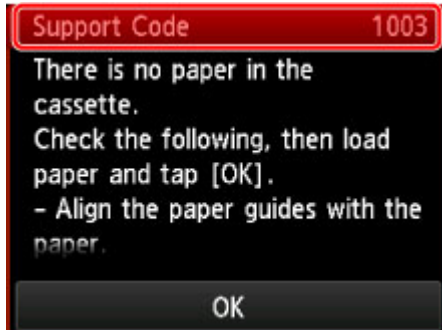 Support Code 1003
There is no paper in the
cassette.
Check the following, then load
paper and tap [OK].
– Align the paper guides with the
paper.
OK